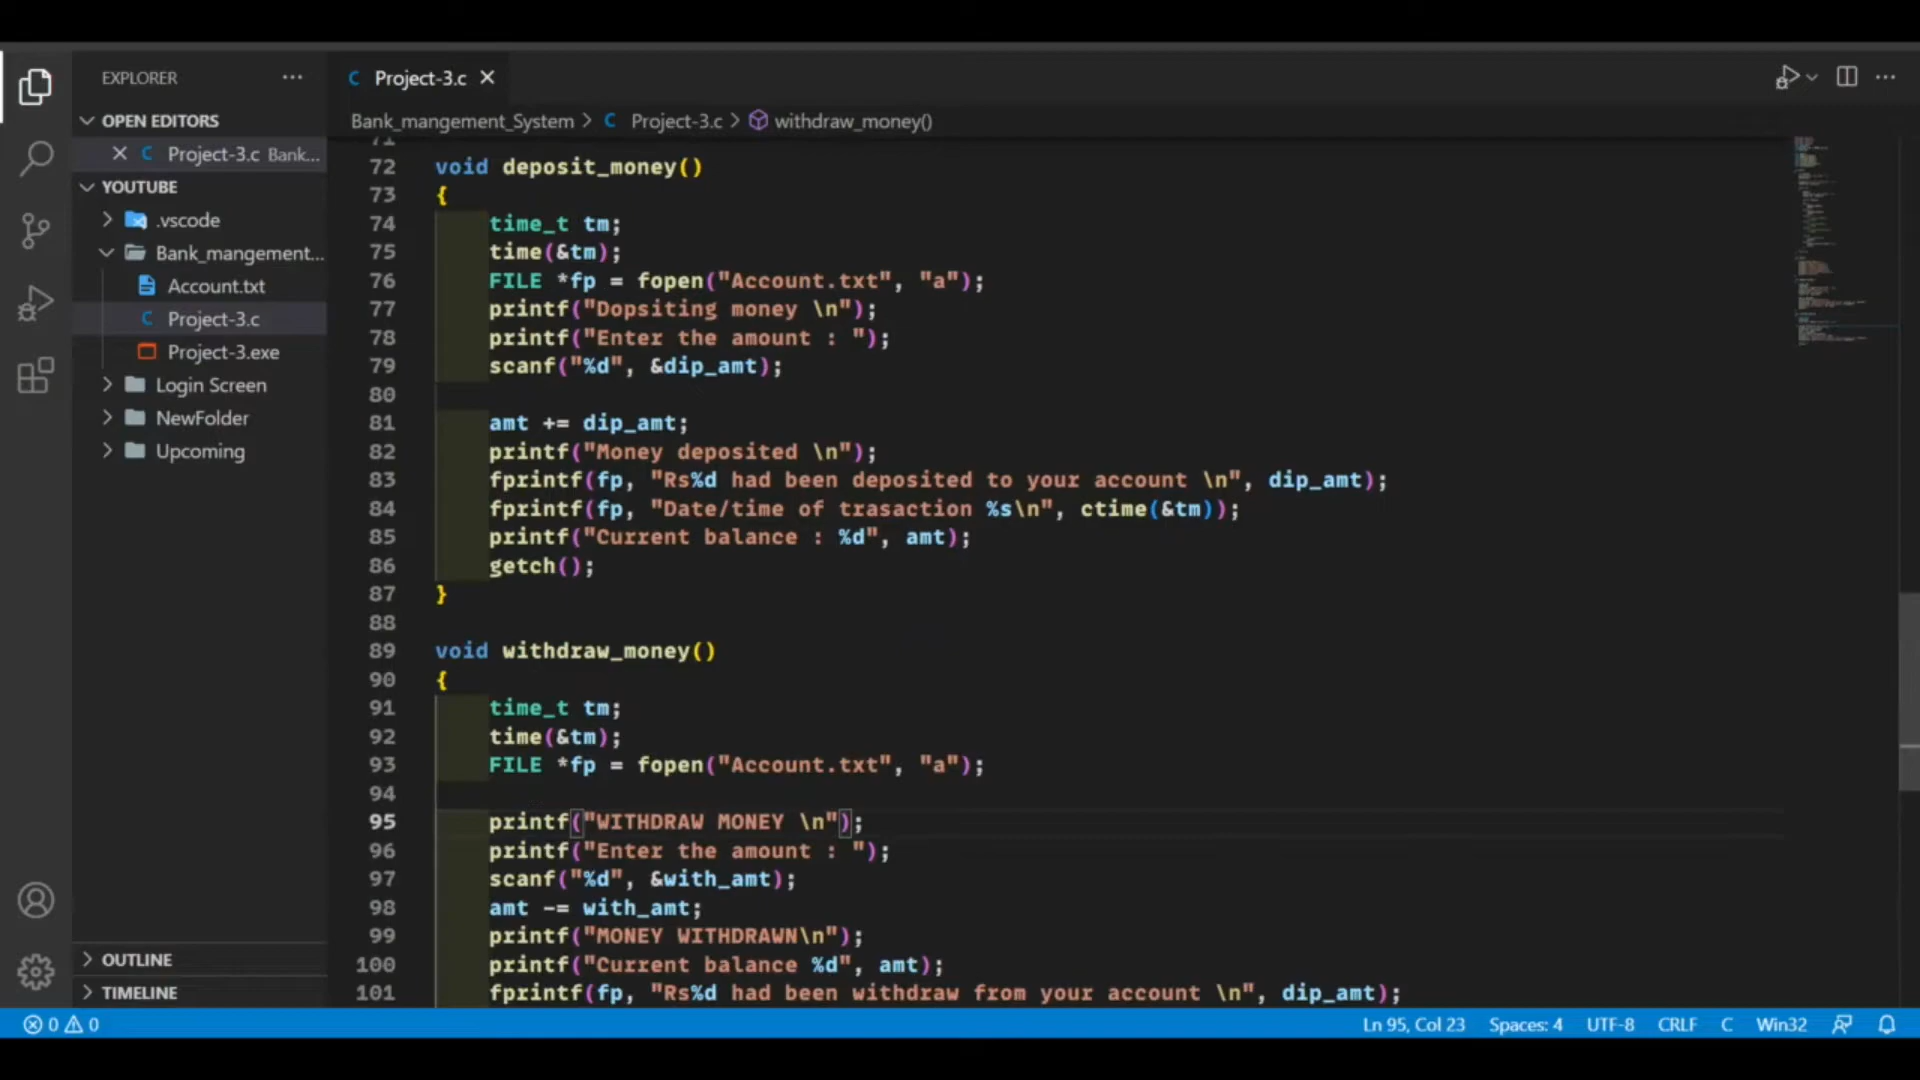 EXPLORER
OPEN EDITORS
Project-3.c Bank...
YOUTUBE
.vscode
Bank_mangement...
Account.txt
Project-3.c
Project-3.exe
Login Screen
NewFolder
Upcoming
OUTLINE
TIMELINE
C Project-3.c
Bank_mangement_System > C Project-3.c > withdraw_money()
71
72 void deposit_money()
73 {
74 time_t tm;
75 time(&tm);
76 FILE *fp = fopen("Account.txt", "a");
77 printf("Dopsiting money \n");
78 printf("Enter the amount : ");
79 scanf("%d", &dip_amt);
80
81 amt += dip_amt;
82 printf("Money deposited \n");
83 fprintf(fp, "Rs%d had been deposited to your account \n", dip_amt);
84 fprintf(fp, "Date/time of trasaction %s\n", ctime(&tm));
85 printf("Current balance : %d", amt);
86 getch();
87 }
88
89 void withdraw_money()
90 {
91 time_t tm;
92 time(&tm);
93 FILE *fp = fopen("Account.txt", "a");
94
95 printf("WITHDRAW MONEY \n");
96 printf("Enter the amount : ");
97 scanf("%d", &with_amt);
98 amt -= with_amt;
99 printf("MONEY WITHDRAWN\n");
100 printf("Current balance %d", amt);
101 fprintf(fp, "Rs%d had been withdraw from your account \n", dip_amt);
0 0 Ln 95, Col 23 Spaces: 4 UTF-8 CRLF C Win32